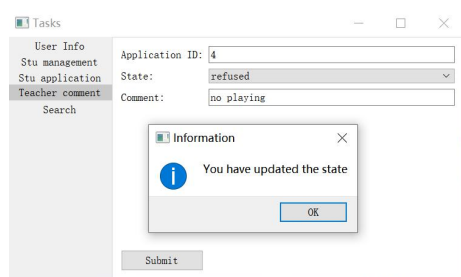 Tasks
User Info
Stu management
Stu application
Teacher comment
Search
Application ID: 4
State: refused
Comment: no playing
Information
You have updated the state
OK
Submit